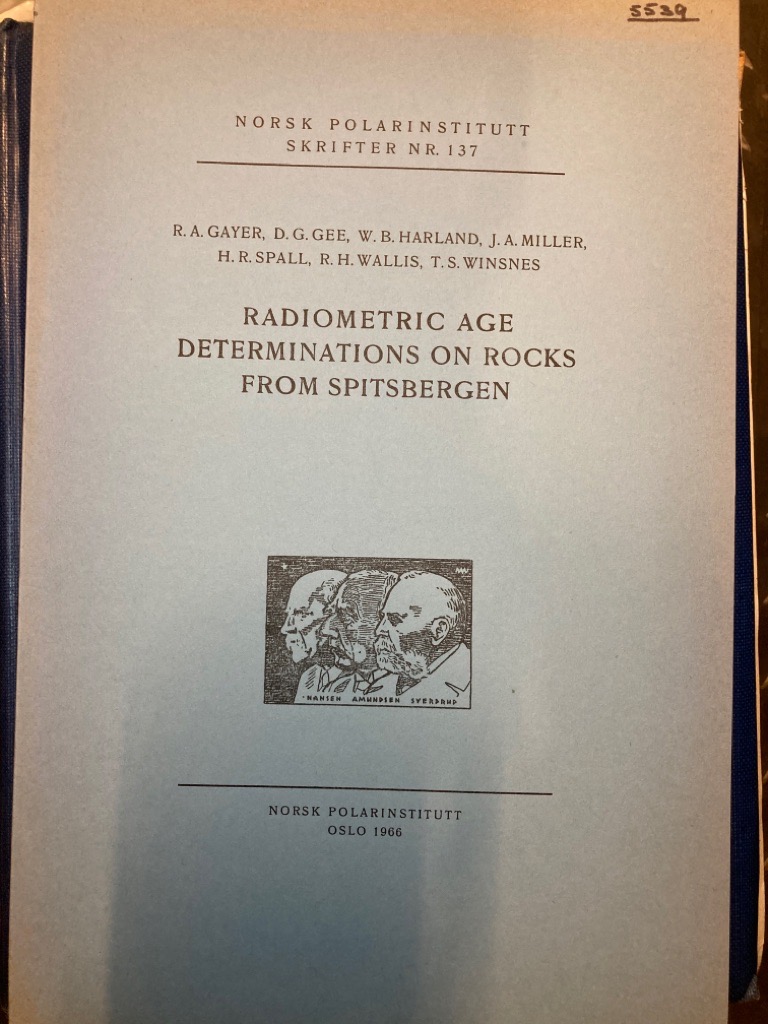 5539
NORSK POLARINSTITUTT
SKRIFTER NR. 137
R. A. GAYER, D. G. GEE, W. B. HARLAND, J. A. MILLER,
H. R. SPALL, R. H. WALLIS, T. S. WINSNES
RADIOMETRIC AGE
DETERMINATIONS ON ROCKS
FROM SPITSBERGEN
NANSEN AMUNDSEN SVERDRUP
NORSK POLARINSTITUTT
OSLO 1966